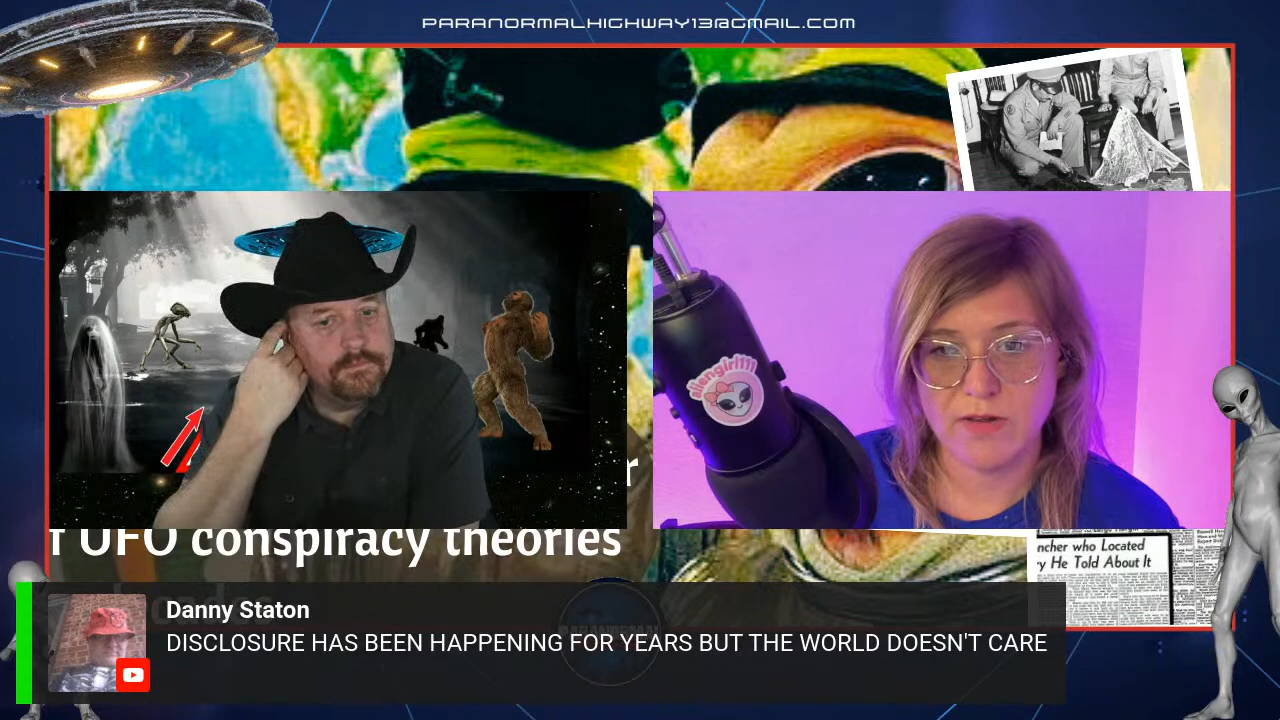 PARANORMALHIGHWAY13@GMAIL.COM
aliengirl111
r
f UFO conspiracy theories
ncher who Located
y He Told About It
Danny Staton
DISCLOSURE HAS BEEN HAPPENING FOR YEARS BUT THE WORLD DOESN'T CARE